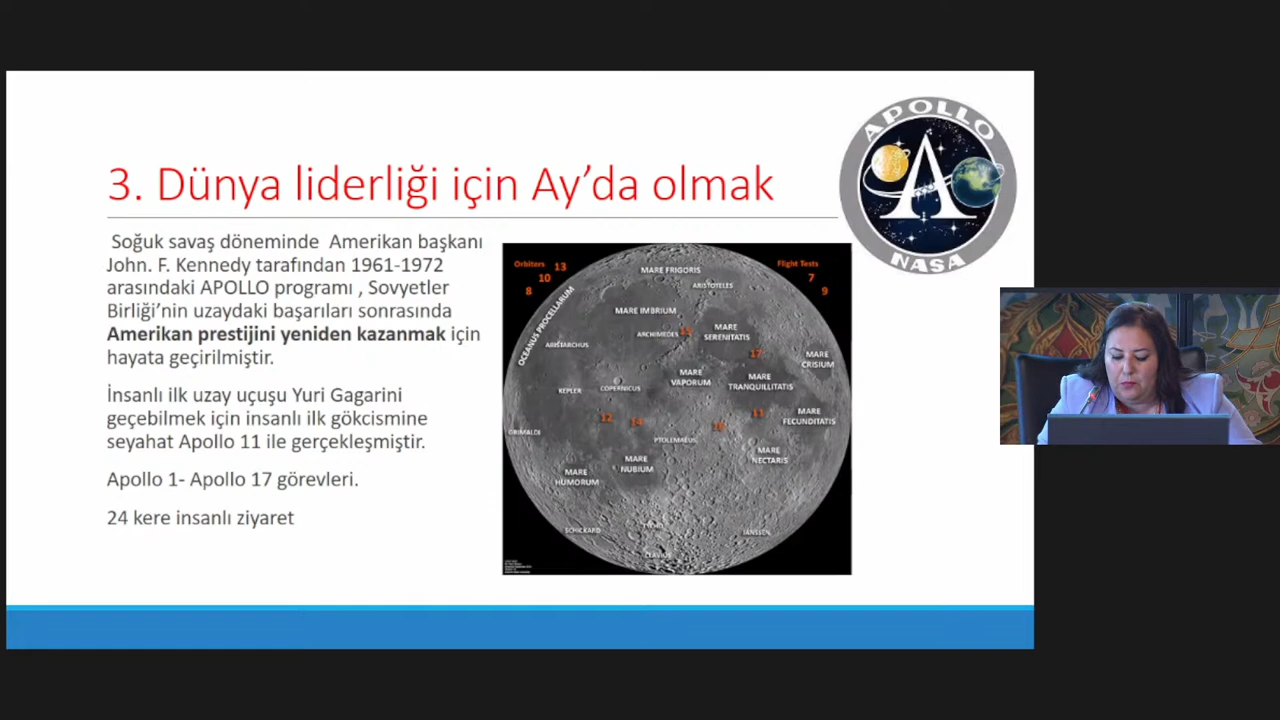 3. Dünya liderliği için Ay’da olmak
APOLLO
NASA
Soğuk savaş döneminde Amerikan başkanı
John. F. Kennedy tarafından 1961-1972
arasındaki APOLLO programı , Sovyetler
Birliği’nin uzaydaki başarıları sonrasında
Amerikan prestijini yeniden kazanmak için
hayata geçirilmiştir.
İnsanlı ilk uzay uçuşu Yuri Gagarini
geçebilmek için insanlı ilk gökcismine
seyahat Apollo 11 ile gerçekleşmiştir.
Apollo 1- Apollo 17 görevleri.
24 kere insanlı ziyaret
Orbiters 13
10
8
Flight Tests
7
9
MARE FRIGORIS
ARISTOTELES
OCEANUS PROCELLARUM
MARE IMBRIUM
ARCHIMEDES
MARE
SERENITATIS
ARISTARCHUS
17
MARE
CRISIUM
MARE
VAPORUM
MARE
TRANQUILLITATIS
KEPLER
COPERNICUS
12
14
11
MARE
FECUNDITATIS
GRIMALDI
PTOLEMAEUS
MARE
NECTARIS
MARE
NUBIUM
MARE
HUMORUM
SCHICKARD
TYCHO
JANSSEN
CLAVIUS